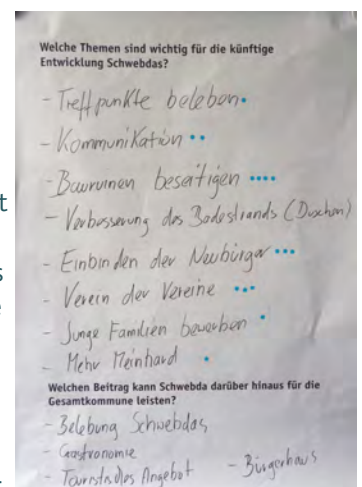 Welche Themen sind wichtig für die künftige
Entwicklung Schwebdas?
- Treffpunkte beleben
- Kommunikation
- Bauruinen beseitigen
- Verbesserung des Badestrands (Duschen)
- Einbinden der Neubürger
- Verein der Vereine
- Junge Familien bewerben
- Mehr Meinhard
Welchen Beitrag kann Schwebda darüber hinaus für die
Gesamtkommune leisten?
- Belebung Schwebdas
- Gastronomie
- Touristisches Angebot - Bürgerhaus